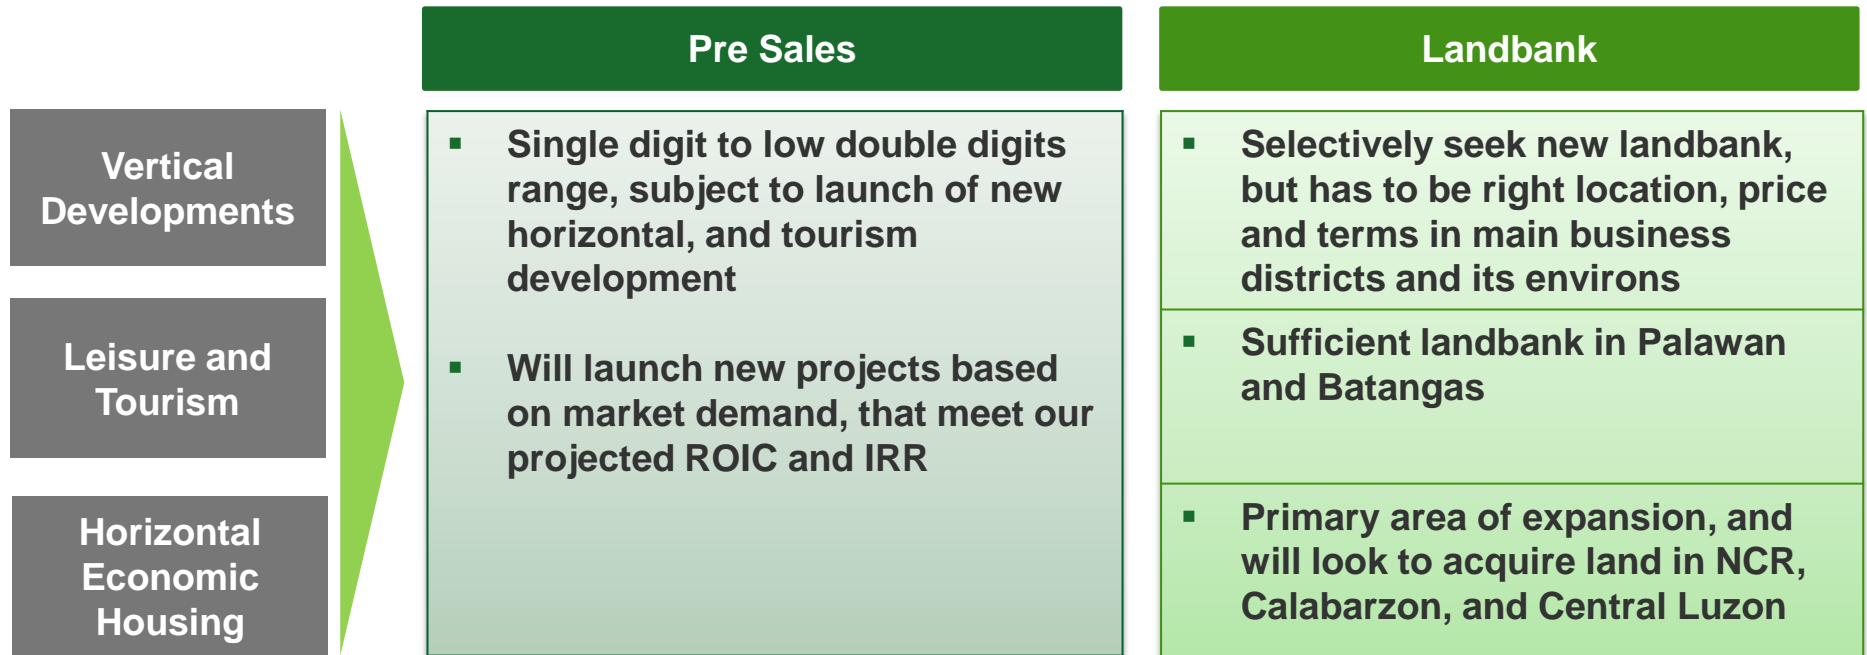 Pre Sales
Landbank
Vertical
Developments
Leisure and
Tourism
Horizontal
Economic
Housing
▪ Single digit to low double digits
range, subject to launch of new
horizontal, and tourism
development
▪ Will launch new projects based
on market demand, that meet our
projected ROIC and IRR
▪ Selectively seek new landbank,
but has to be right location, price
and terms in main business
districts and its environs
▪ Sufficient landbank in Palawan
and Batangas
▪ Primary area of expansion, and
will look to acquire land in NCR,
Calabarzon, and Central Luzon